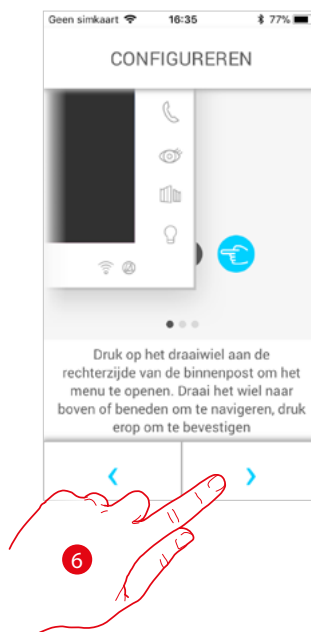 Geen simkaart 16:35 77%
CONFIGUREREN
Druk op het draaiwiel aan de
rechterzijde van de binnenpost om het
menu te openen. Draai het wiel naar
boven of beneden om te navigeren, druk
erop om te bevestigen
6